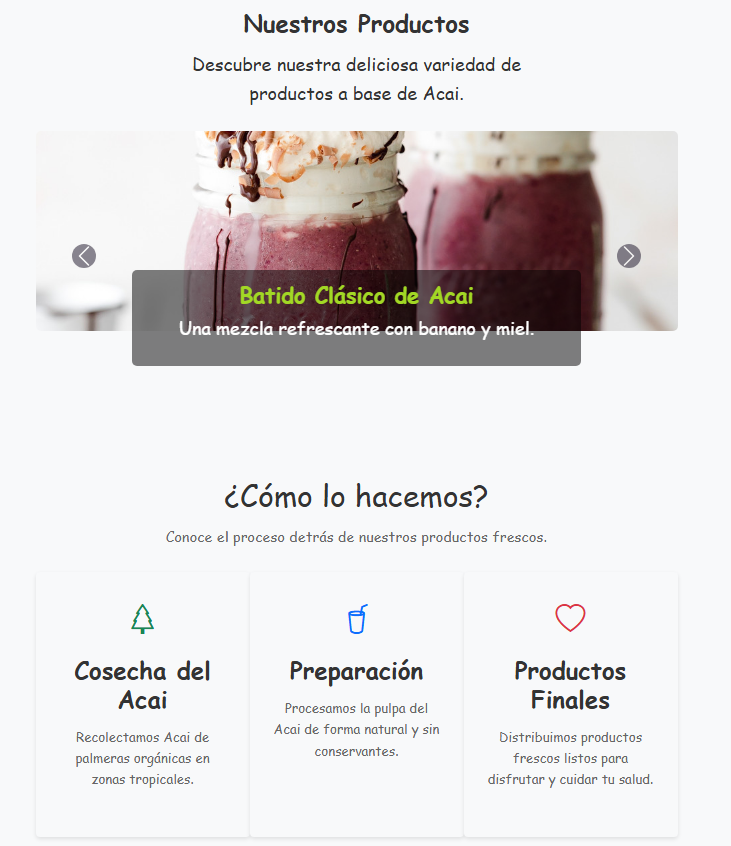 Nuestros Productos
Descubre nuestra deliciosa variedad de
productos a base de Acai.
Batido Clásico de Acai
Una mezcla refrescante con banano y miel.
¿Cómo lo hacemos?
Conoce el proceso detrás de nuestros productos frescos.
Cosecha del
Acai
Recolectamos Acai de
palmeras orgánicas en
zonas tropicales.
Preparación
Procesamos la pulpa del
Acai de forma natural y sin
conservantes.
Productos
Finales
Distribuimos productos
frescos listos para
disfrutar y cuidar tu salud.